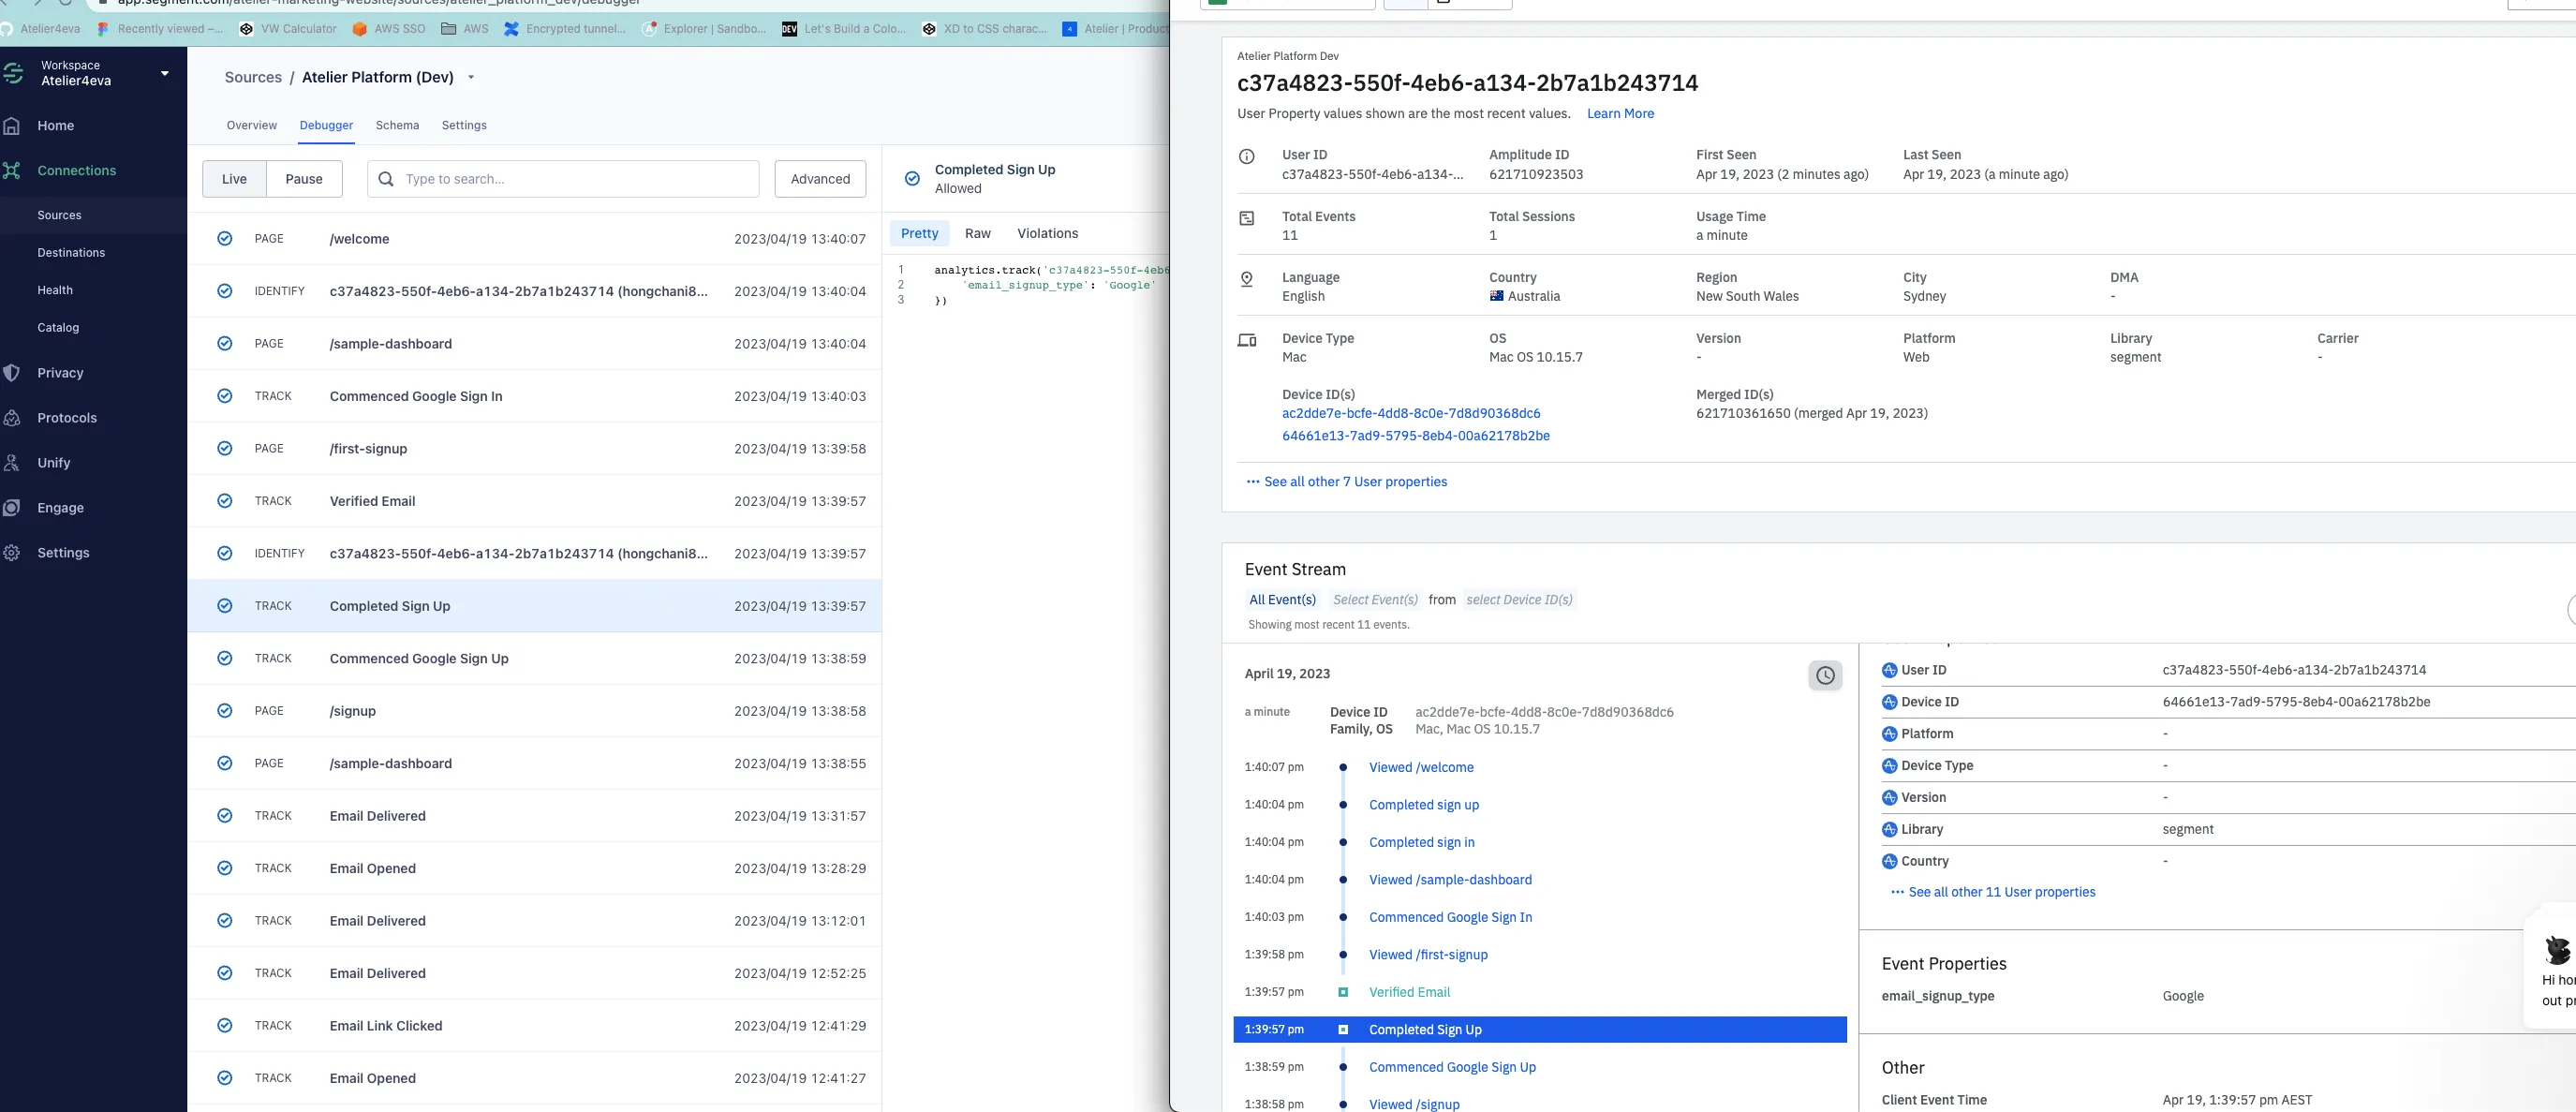 app.segment.com/atelier-marketing-website/sources/atelier_platform_dev/debugger
Atelier4eva
Recently viewed –...
VW Calculator
AWS SSO
AWS
Encrypted tunnel...
Explorer | Sandbo...
DEV
Let's Build a Colo...
XD to CSS charac...
4
Atelier | Product
Workspace
Atelier4eva
Home
Connections
Sources
Destinations
Health
Catalog
Privacy
Protocols
Unify
Engage
Settings
Sources / Atelier Platform (Dev)
Overview
Debugger
Schema
Settings
Live
Pause
Type to search...
Advanced
PAGE /welcome 2023/04/19 13:40:07
IDENTIFY c37a4823-550f-4eb6-a134-2b7a1b243714 (hongchani8... 2023/04/19 13:40:04
PAGE /sample-dashboard 2023/04/19 13:40:04
TRACK Commenced Google Sign In 2023/04/19 13:40:03
PAGE /first-signup 2023/04/19 13:39:58
TRACK Verified Email 2023/04/19 13:39:57
IDENTIFY c37a4823-550f-4eb6-a134-2b7a1b243714 (hongchani8... 2023/04/19 13:39:57
TRACK Completed Sign Up 2023/04/19 13:39:57
TRACK Commenced Google Sign Up 2023/04/19 13:38:59
PAGE /signup 2023/04/19 13:38:58
PAGE /sample-dashboard 2023/04/19 13:38:55
TRACK Email Delivered 2023/04/19 13:31:57
TRACK Email Opened 2023/04/19 13:28:29
TRACK Email Delivered 2023/04/19 13:12:01
TRACK Email Delivered 2023/04/19 12:52:25
TRACK Email Link Clicked 2023/04/19 12:41:29
TRACK Email Opened 2023/04/19 12:41:27
Completed Sign Up
Allowed
Pretty
Raw
Violations
1 analytics.track('c37a4823-550f-4eb6
2 'email_signup_type': 'Google'
3 })
Atelier Platform Dev
c37a4823-550f-4eb6-a134-2b7a1b243714
User Property values shown are the most recent values. Learn More
User ID Amplitude ID First Seen Last Seen
c37a4823-550f-4eb6-a134-... 621710923503 Apr 19, 2023 (2 minutes ago) Apr 19, 2023 (a minute ago)
Total Events Total Sessions Usage Time
11 1 a minute
Language Country Region City DMA
English Australia New South Wales Sydney -
Device Type OS Version Platform Library Carrier
Mac Mac OS 10.15.7 - Web segment -
Device ID(s) Merged ID(s)
ac2dde7e-bcfe-4dd8-8c0e-7d8d90368dc6 621710361650 (merged Apr 19, 2023)
64661e13-7ad9-5795-8eb4-00a62178b2be
••• See all other 7 User properties
Event Stream
All Event(s) Select Event(s) from select Device ID(s)
Showing most recent 11 events.
April 19, 2023
a minute Device ID ac2dde7e-bcfe-4dd8-8c0e-7d8d90368dc6
Family, OS Mac, Mac OS 10.15.7
1:40:07 pm Viewed /welcome
1:40:04 pm Completed sign up
1:40:04 pm Completed sign in
1:40:04 pm Viewed /sample-dashboard
1:40:03 pm Commenced Google Sign In
1:39:58 pm Viewed /first-signup
1:39:57 pm Verified Email
1:39:57 pm Completed Sign Up
1:38:59 pm Commenced Google Sign Up
1:38:58 pm Viewed /signup
User ID c37a4823-550f-4eb6-a134-2b7a1b243714
Device ID 64661e13-7ad9-5795-8eb4-00a62178b2be
Platform -
Device Type -
Version -
Library segment
Country -
••• See all other 11 User properties
Event Properties
email_signup_type Google
Other
Client Event Time Apr 19, 1:39:57 pm AEST
Hi hon
out p